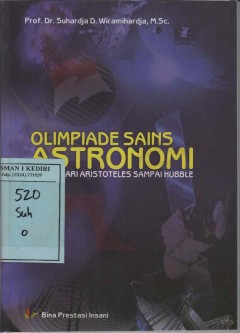 Prof. Dr. Suhardja D. Wiramihardja, M.Sc.
OLIMPIADE SAINS
ASTRONOMI
ARI ARISTOTELES SAMPAI HUBBLE
SMAN 1 KEDIRI
520
Suh
o
Bina Prestasi Insani